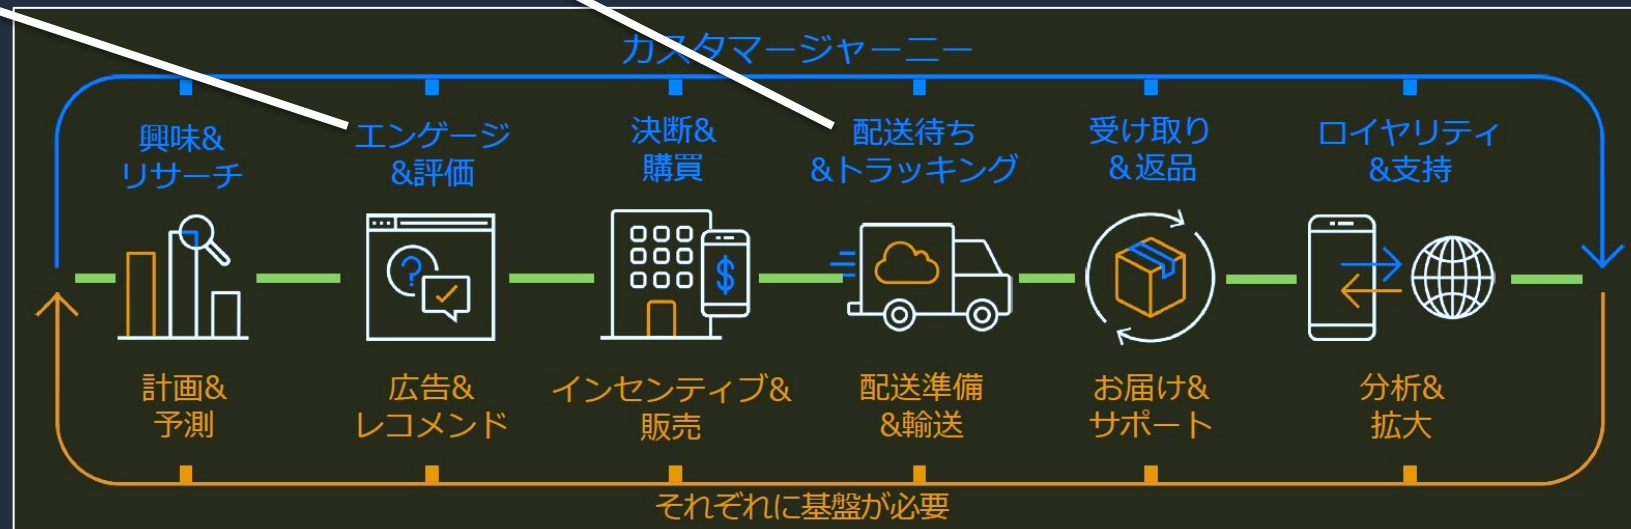 カスタマージャーニー
興味&
リサーチ
エンゲージ
&評価
決断&
購買
配送待ち
&トラッキング
受け取り
&返品
ロイヤリティ
&支持
?
$
計画&
予測
広告&
レコメンド
インセンティブ&
販売
配送準備
&輸送
お届け&
サポート
分析&
拡大
それぞれに基盤が必要